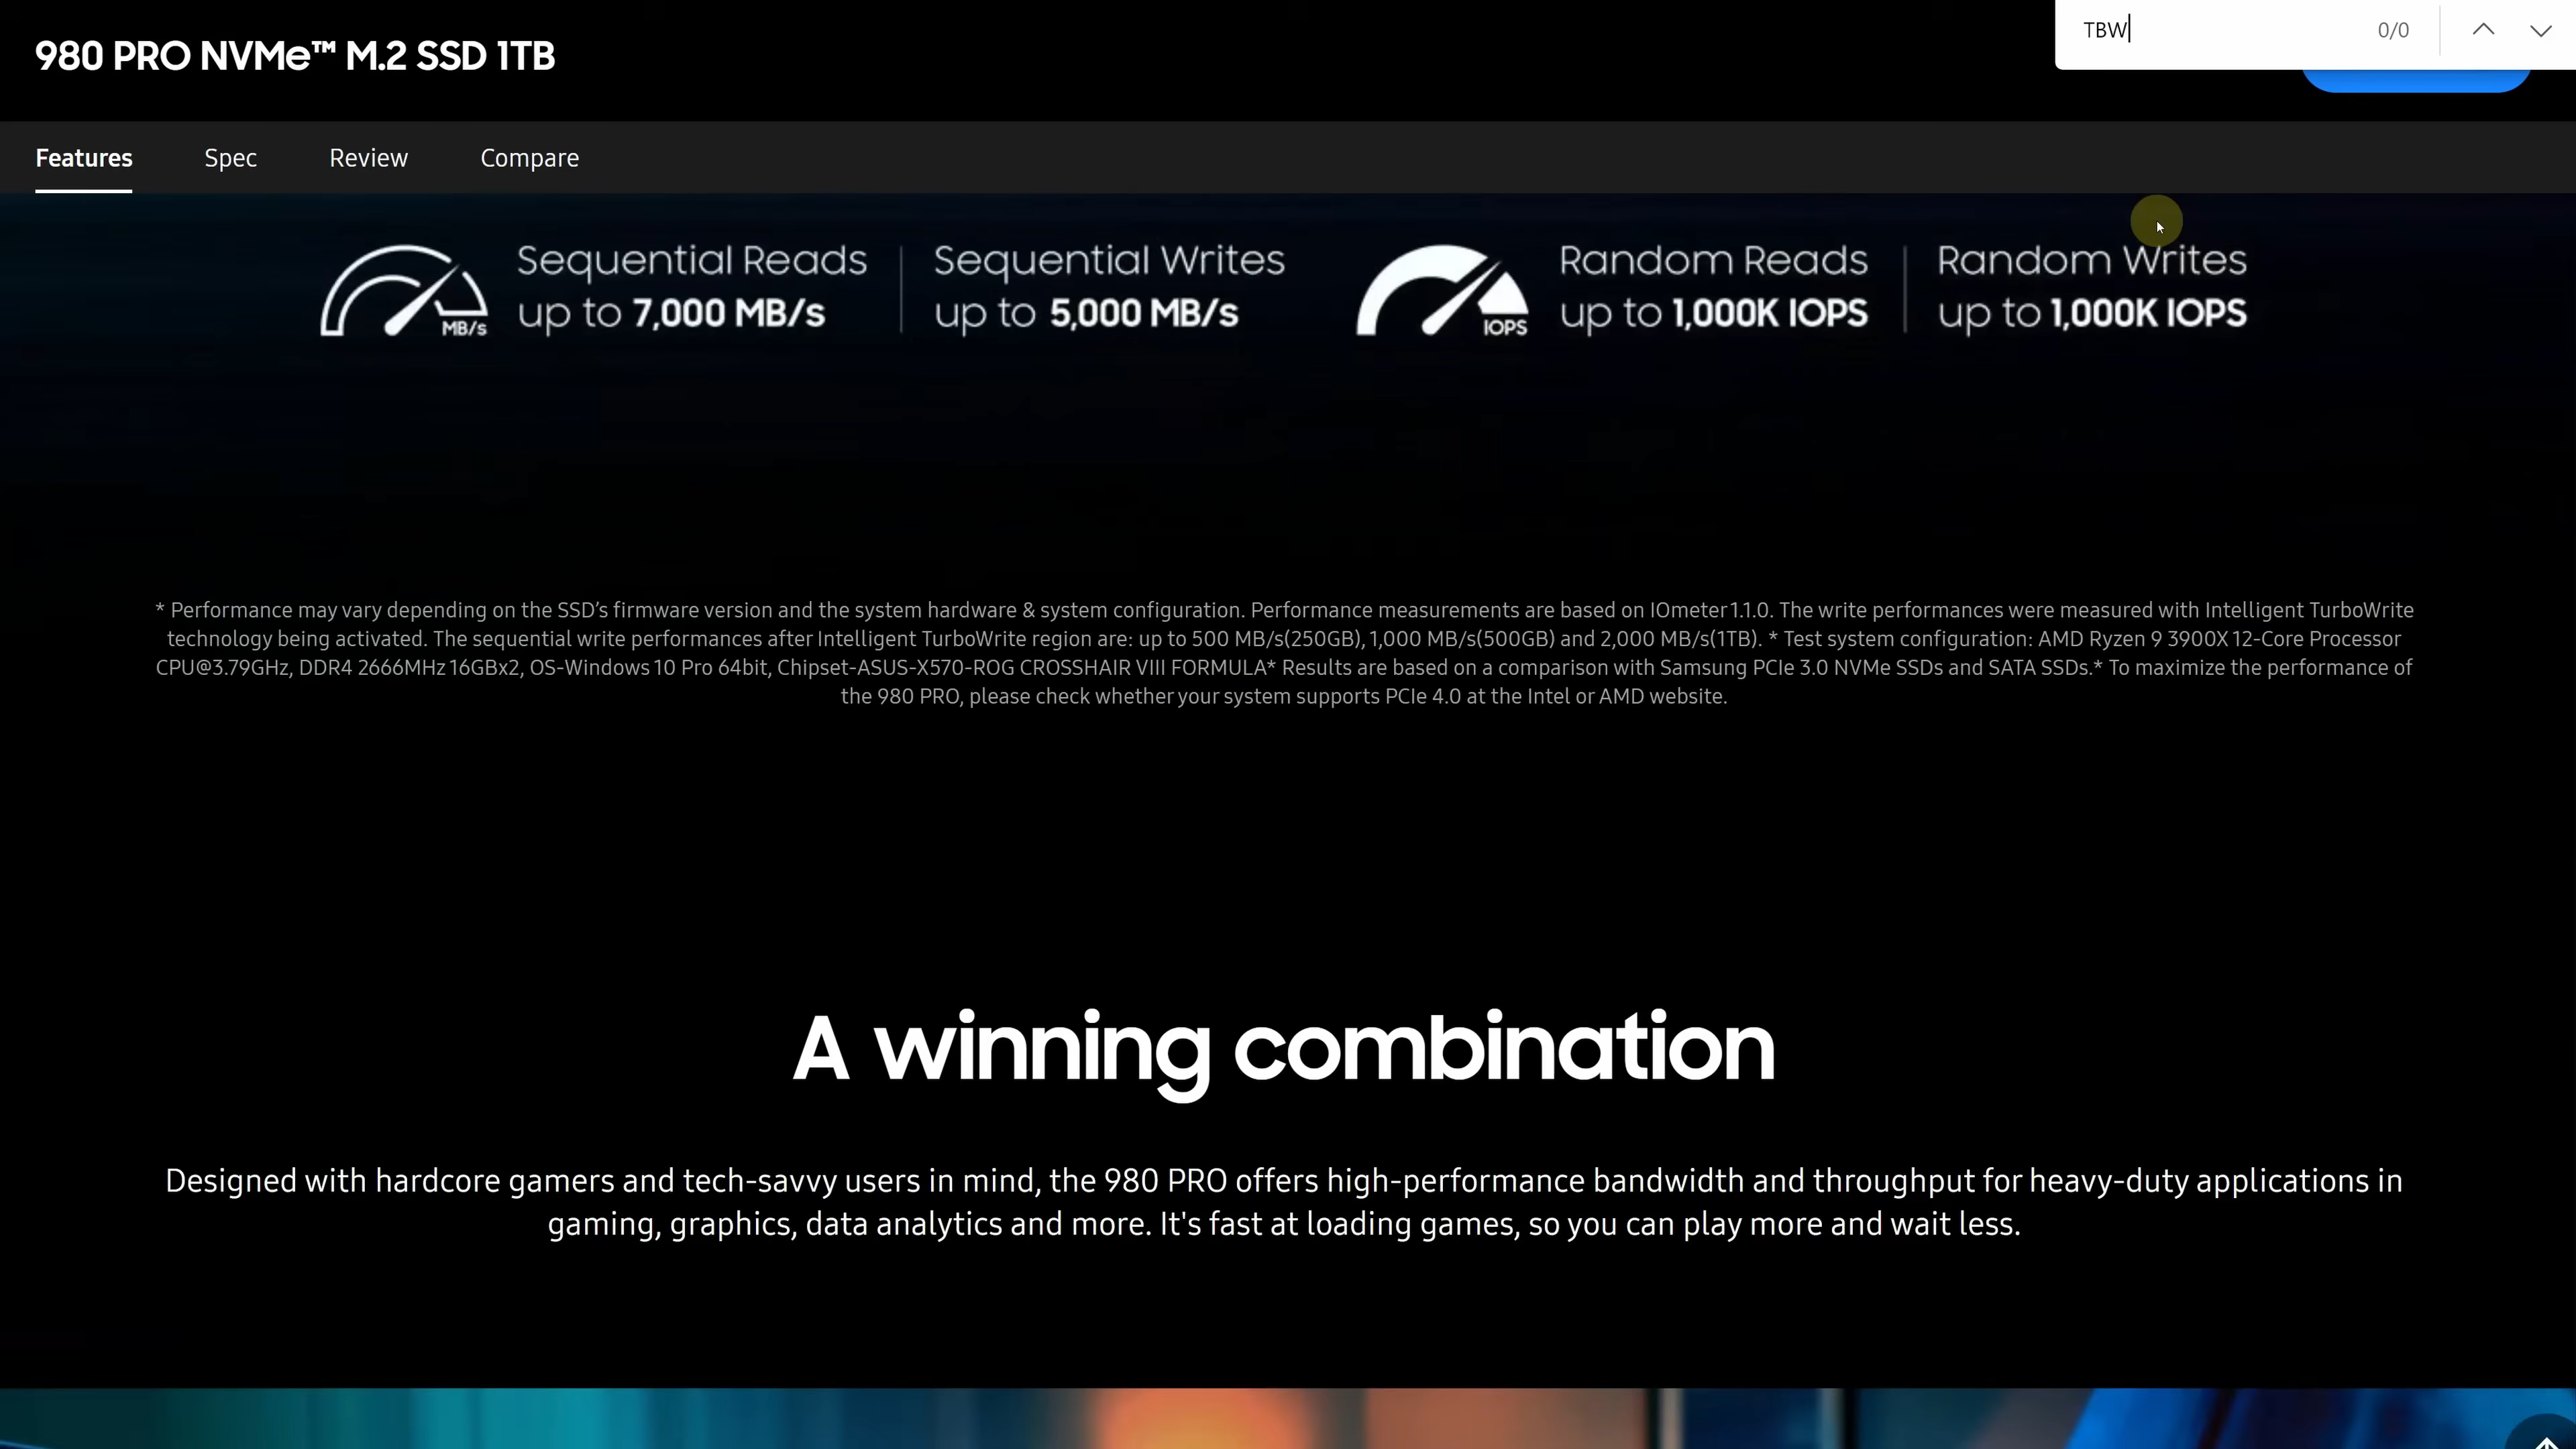 980 PRO NVMe™ M.2 SSD 1TB
TBW
0/0
Features
Spec
Review
Compare
MB/s
Sequential Reads
up to 7,000 MB/s
Sequential Writes
up to 5,000 MB/s
IOPS
Random Reads
up to 1,000K IOPS
Random Writes
up to 1,000K IOPS
* Performance may vary depending on the SSD’s firmware version and the system hardware & system configuration. Performance measurements are based on IOmeter 1.1.0. The write performances were measured with Intelligent TurboWrite
technology being activated. The sequential write performances after Intelligent TurboWrite region are: up to 500 MB/s(250GB), 1,000 MB/s(500GB) and 2,000 MB/s(1TB). * Test system configuration: AMD Ryzen 9 3900X 12-Core Processor
CPU@3.79GHz, DDR4 2666MHz 16GBx2, OS-Windows 10 Pro 64bit, Chipset-ASUS-X570-ROG CROSSHAIR VIII FORMULA* Results are based on a comparison with Samsung PCIe 3.0 NVMe SSDs and SATA SSDs.* To maximize the performance of
the 980 PRO, please check whether your system supports PCIe 4.0 at the Intel or AMD website.
A winning combination
Designed with hardcore gamers and tech-savvy users in mind, the 980 PRO offers high-performance bandwidth and throughput for heavy-duty applications in
gaming, graphics, data analytics and more. It's fast at loading games, so you can play more and wait less.